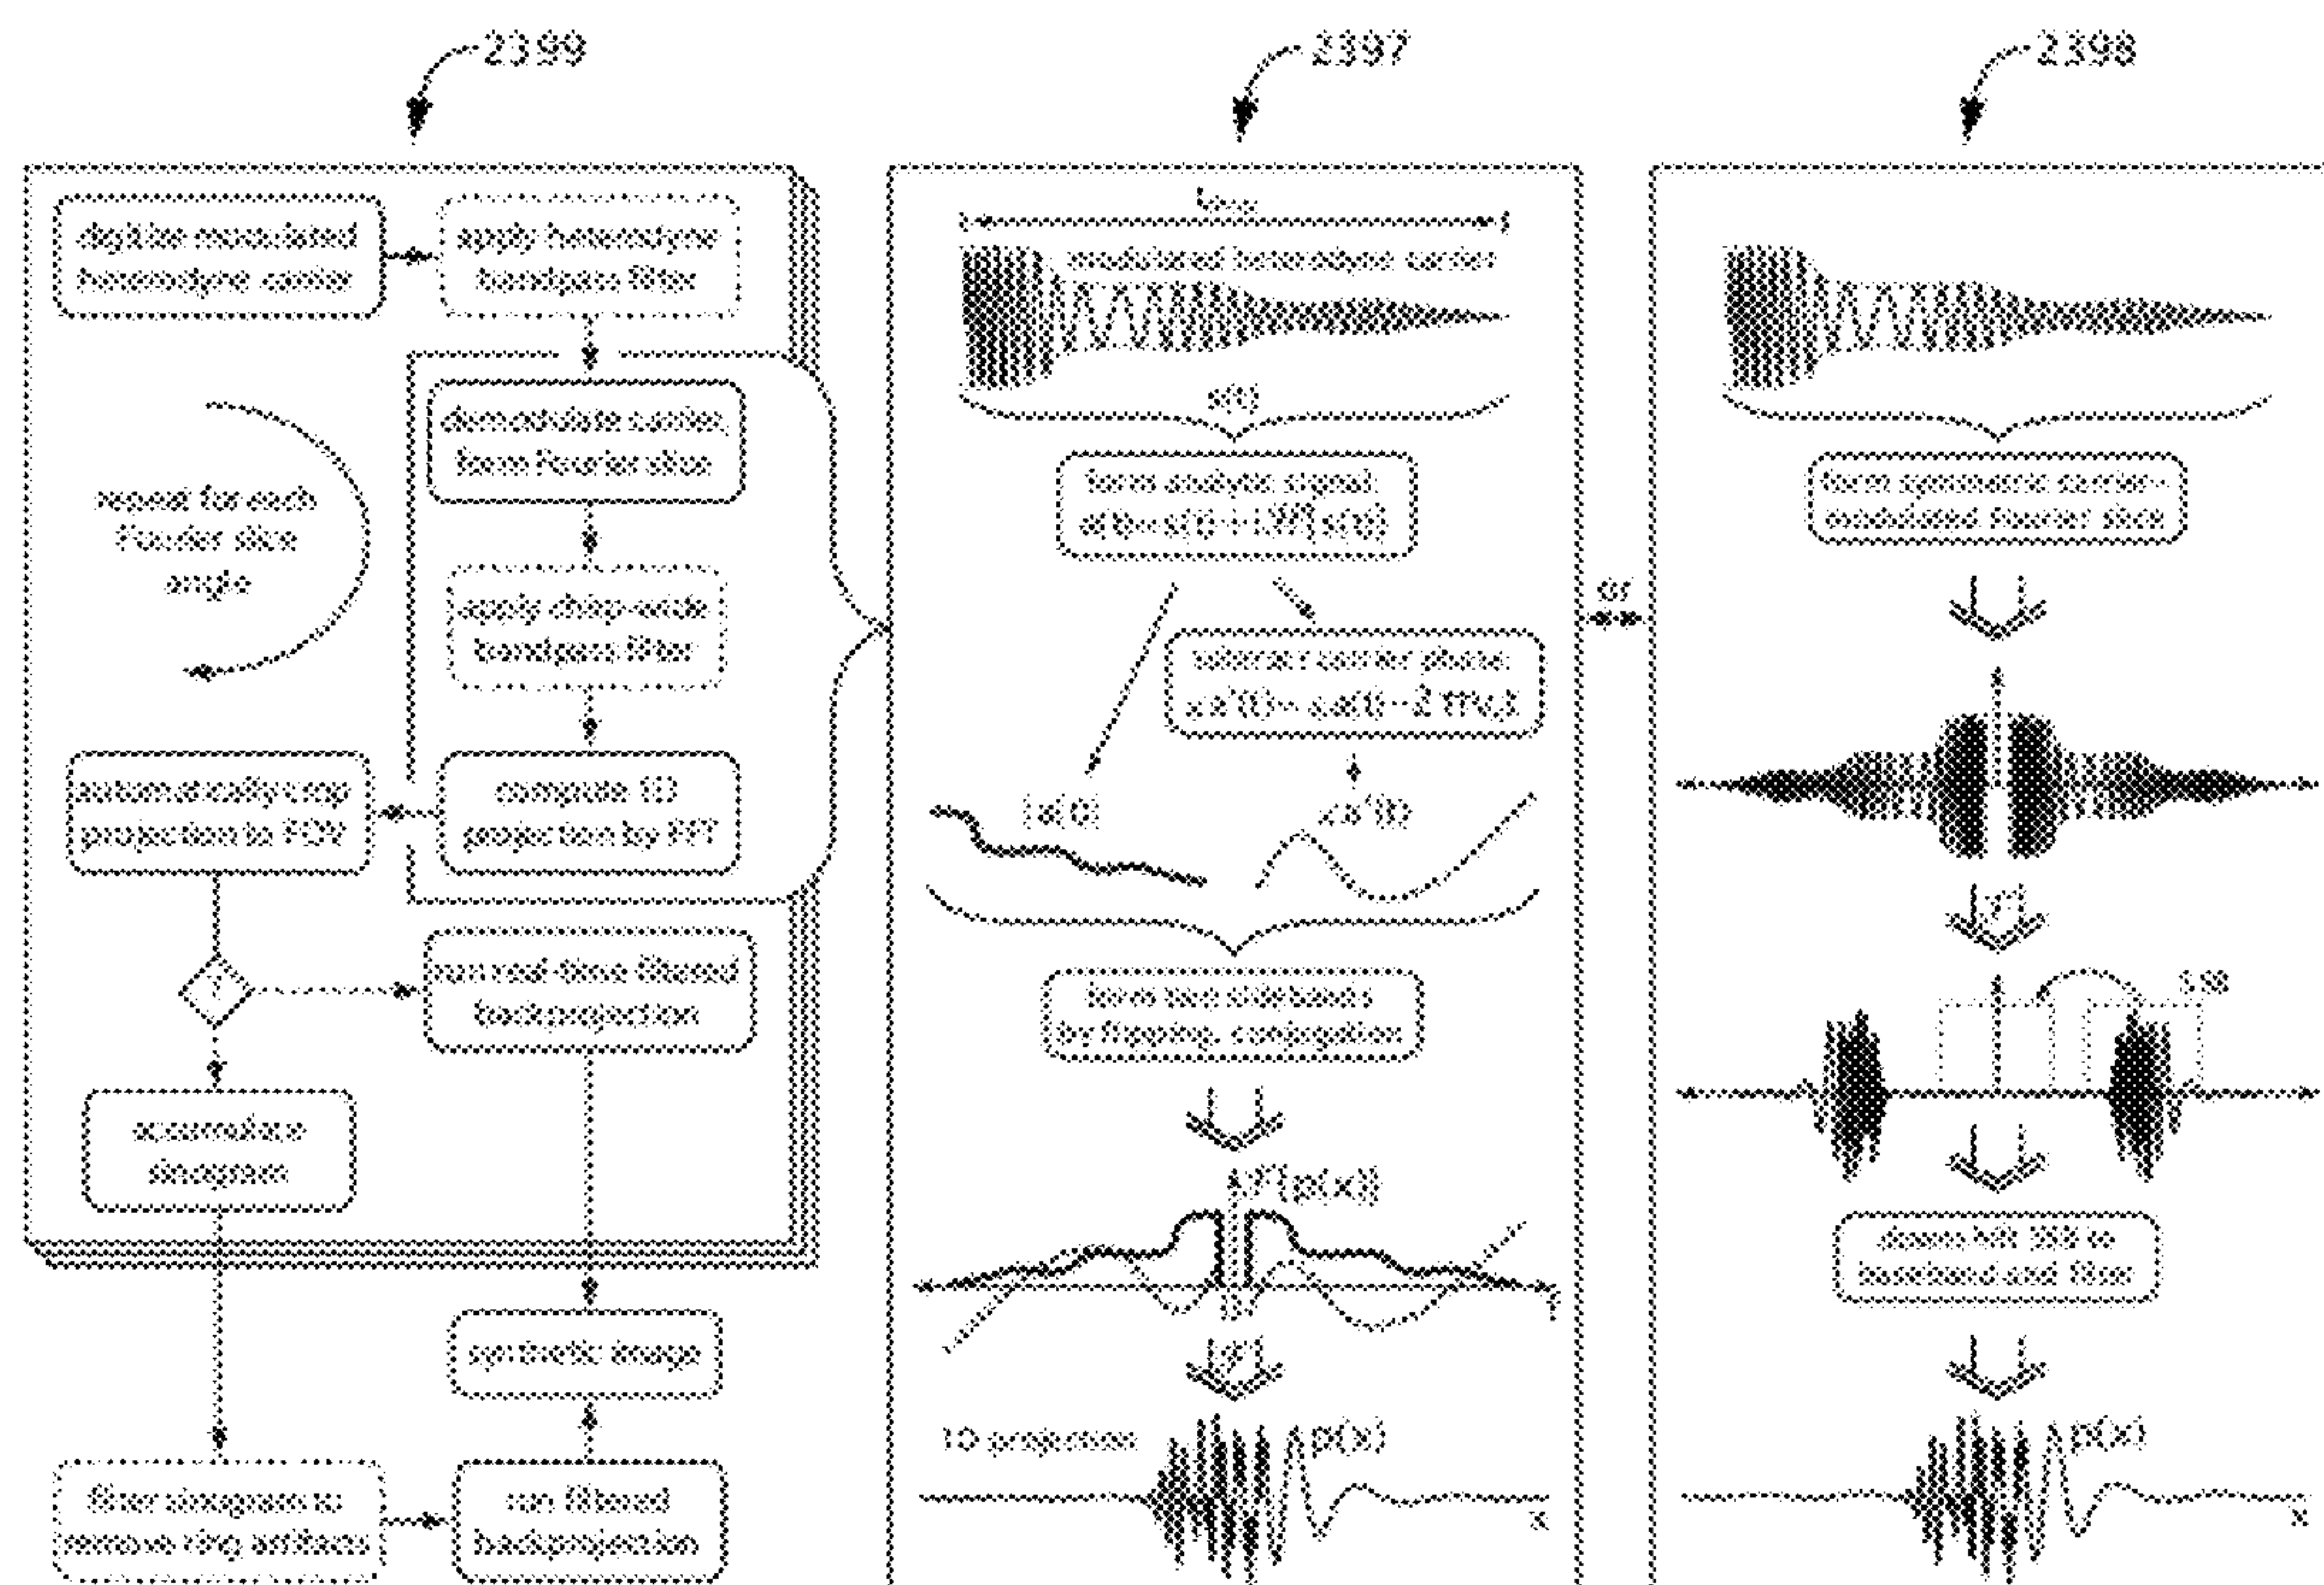 2399
digitize modulated
heterodyne carrier
apply heterodyne
bandpass filter
demodulate carrier,
form Fourier slice
repeat for each
Fourier slice
angle
apply chirp-width
bandpass filter
automatically crop
projection to FOV
compute 1D
projection by FFT
?
run real-time filtered
backprojection
accumulate
sinogram
synthetic image
filter sinogram to
remove ring artifacts
run filtered
backprojection
2397
modulated heterodyne carrier
s(t)
form analytic signal
subtract carrier phase
|a(t)|
∠a'(t)
form two sidebands
by flipping, conjugation
1D projection
p(x)
x
or
2398
form symmetric carrier-
modulated Fourier slice
SSB
down-shift SSB to
baseband and filter
p(x)
x